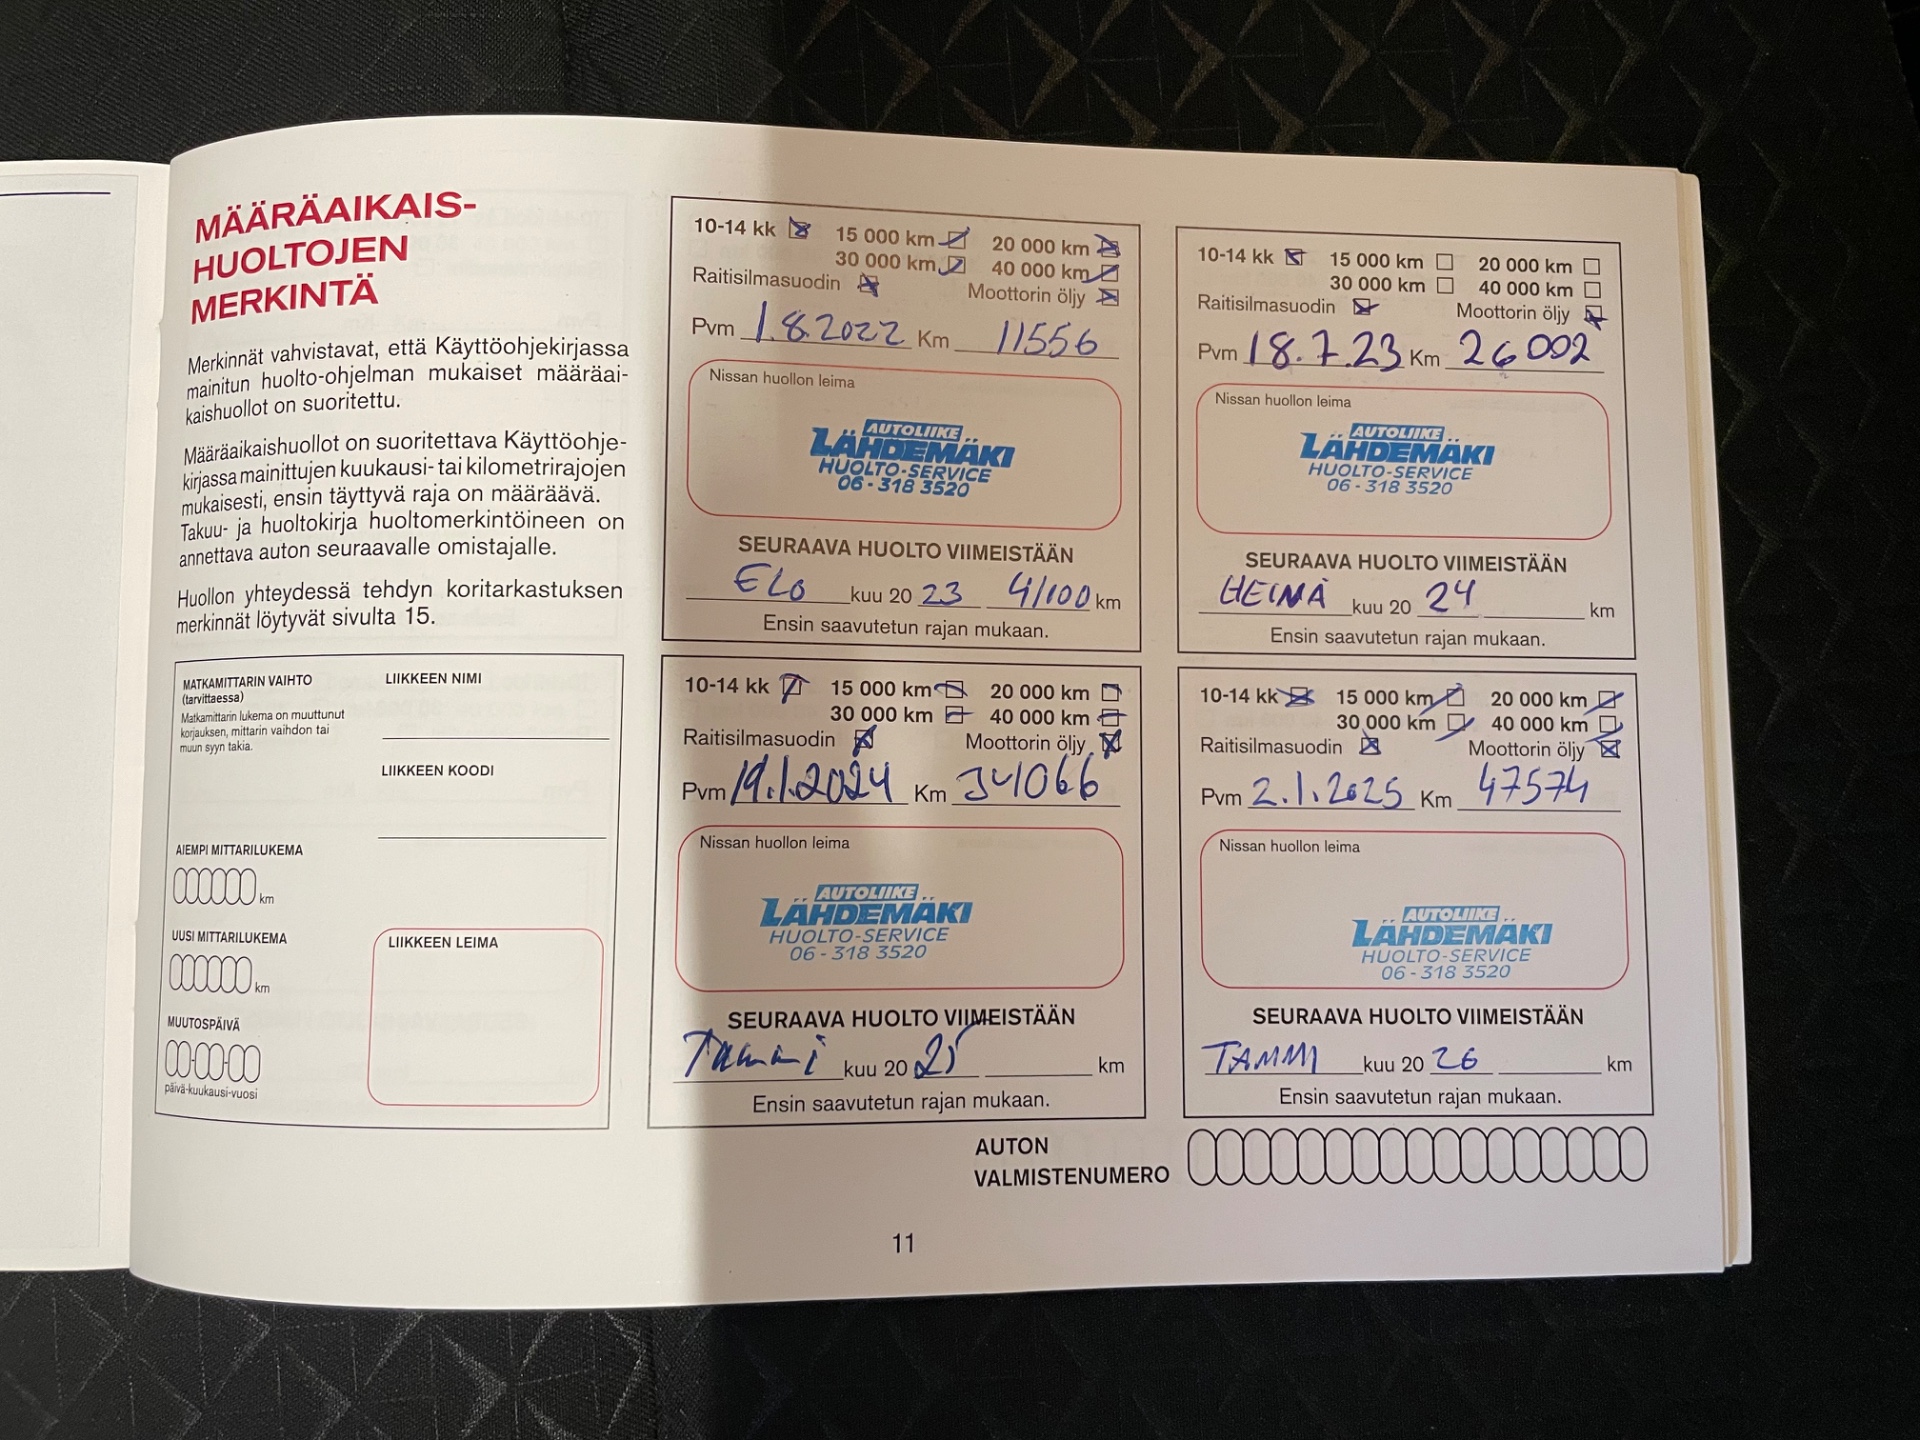 MÄÄRÄAIKAIS-
HUOLTOJEN
MERKINTÄ
Merkinnät vahvistavat, että Käyttöohjekirjassa
mainitun huolto-ohjelman mukaiset määräai-
kaishuollot on suoritettu.
Määräaikaishuollot on suoritettava Käyttöohje-
kirjassa mainittujen kuukausi- tai kilometrirajojen
mukaisesti, ensin täyttyvä raja on määräävä.
Takuu- ja huoltokirja huoltomerkintöineen on
annettava auton seuraavalle omistajalle.
Huollon yhteydessä tehdyn koritarkastuksen
merkinnät löytyvät sivulta 15.
MATKAMITTARIN VAIHTO
(tarvittaessa)
Matkamittarin lukema on muuttunut
korjauksen, mittarin vaihdon tai
muun syyn takia.
LIIKKEEN NIMI
LIIKKEEN KOODI
AIEMPI MITTARILUKEMA
km
UUSI MITTARILUKEMA
km
MUUTOSPÄIVÄ
päivä-kuukausi-vuosi
LIIKKEEN LEIMA
10-14 kk 15 000 km 20 000 km
30 000 km 40 000 km
Raitisilmasuodin Moottorin öljy
Pvm 1.8.2022 Km 11556
Nissan huollon leima
AUTOLIIKE
LÄHDEMÄKI
HUOLTO-SERVICE
06-318 3520
SEURAAVA HUOLTO VIIMEISTÄÄN
ELO kuu 20 23 41/100 km
Ensin saavutetun rajan mukaan.
10-14 kk 15 000 km 20 000 km
30 000 km 40 000 km
Raitisilmasuodin Moottorin öljy
Pvm 18.7.23 Km 26002
Nissan huollon leima
AUTOLIIKE
LÄHDEMÄKI
HUOLTO-SERVICE
06-318 3520
SEURAAVA HUOLTO VIIMEISTÄÄN
HEINÄ kuu 20 24 km
Ensin saavutetun rajan mukaan.
10-14 kk 15 000 km 20 000 km
30 000 km 40 000 km
Raitisilmasuodin Moottorin öljy
Pvm 19.1.2024 Km 34066
Nissan huollon leima
AUTOLIIKE
LÄHDEMÄKI
HUOLTO-SERVICE
06-318 3520
SEURAAVA HUOLTO VIIMEISTÄÄN
Tammi kuu 20 25 km
Ensin saavutetun rajan mukaan.
10-14 kk 15 000 km 20 000 km
30 000 km 40 000 km
Raitisilmasuodin Moottorin öljy
Pvm 2.1.2025 Km 47574
Nissan huollon leima
AUTOLIIKE
LÄHDEMÄKI
HUOLTO-SERVICE
06-318 3520
SEURAAVA HUOLTO VIIMEISTÄÄN
TAMMI kuu 20 26 km
Ensin saavutetun rajan mukaan.
AUTON
VALMISTENUMERO
11